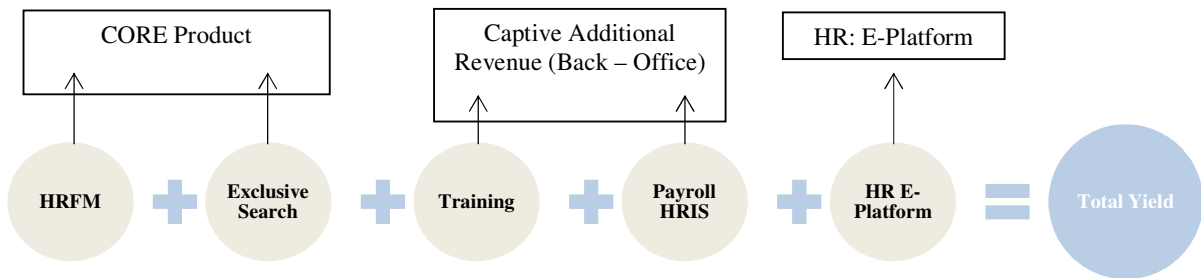 CORE Product
Captive Additional
Revenue (Back – Office)
HR: E-Platform
HRFM
Exclusive
Search
Training
Payroll
HRIS
HR E-
Platform
Total Yield